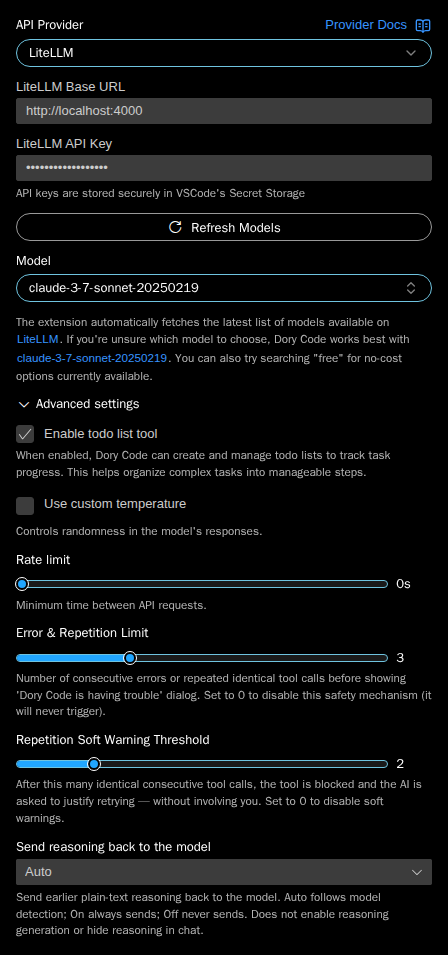 API Provider
Provider Docs
LiteLLM
LiteLLM Base URL
http://localhost:4000
LiteLLM API Key
••••••••••••••••••
API keys are stored securely in VSCode's Secret Storage
Refresh Models
Model
claude-3-7-sonnet-20250219
The extension automatically fetches the latest list of models available on
LiteLLM. If you're unsure which model to choose, Dory Code works best with
claude-3-7-sonnet-20250219. You can also try searching "free" for no-cost
options currently available.
Advanced settings
Enable todo list tool
When enabled, Dory Code can create and manage todo lists to track task
progress. This helps organize complex tasks into manageable steps.
Use custom temperature
Controls randomness in the model's responses.
Rate limit
0s
Minimum time between API requests.
Error & Repetition Limit
3
Number of consecutive errors or repeated identical tool calls before showing
'Dory Code is having trouble' dialog. Set to 0 to disable this safety mechanism (it
will never trigger).
Repetition Soft Warning Threshold
2
After this many identical consecutive tool calls, the tool is blocked and the AI is
asked to justify retrying — without involving you. Set to 0 to disable soft
warnings.
Send reasoning back to the model
Auto
Send earlier plain-text reasoning back to the model. Auto follows model
detection; On always sends; Off never sends. Does not enable reasoning
generation or hide reasoning in chat.